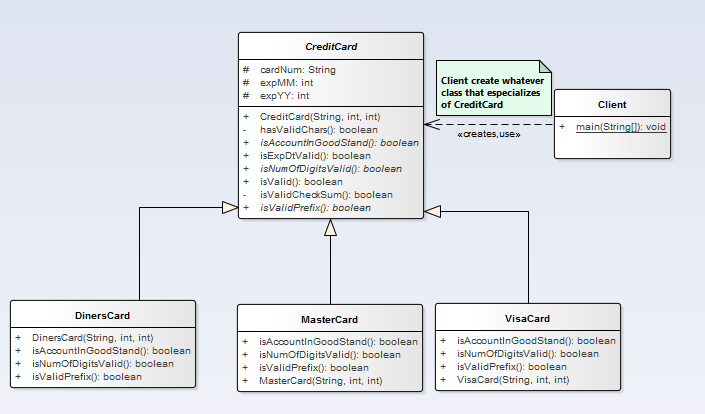 CreditCard
# cardNum: String
# expMM: int
# expYY: int
+ CreditCard(String, int, int)
- hasValidChars(): boolean
+ isAccountInGoodStand(): boolean
+ isExpDtValid(): boolean
+ isNumOfDigitsValid(): boolean
+ isValid(): boolean
- isValidCheckSum(): boolean
+ isValidPrefix(): boolean
Client create whatever
class that especializes
of CreditCard
Client
+ main(String[]): void
«creates,use»
DinersCard
+ DinersCard(String, int, int)
+ isAccountInGoodStand(): boolean
+ isNumOfDigitsValid(): boolean
+ isValidPrefix(): boolean
MasterCard
+ isAccountInGoodStand(): boolean
+ isNumOfDigitsValid(): boolean
+ isValidPrefix(): boolean
+ MasterCard(String, int, int)
VisaCard
+ isAccountInGoodStand(): boolean
+ isNumOfDigitsValid(): boolean
+ isValidPrefix(): boolean
+ VisaCard(String, int, int)